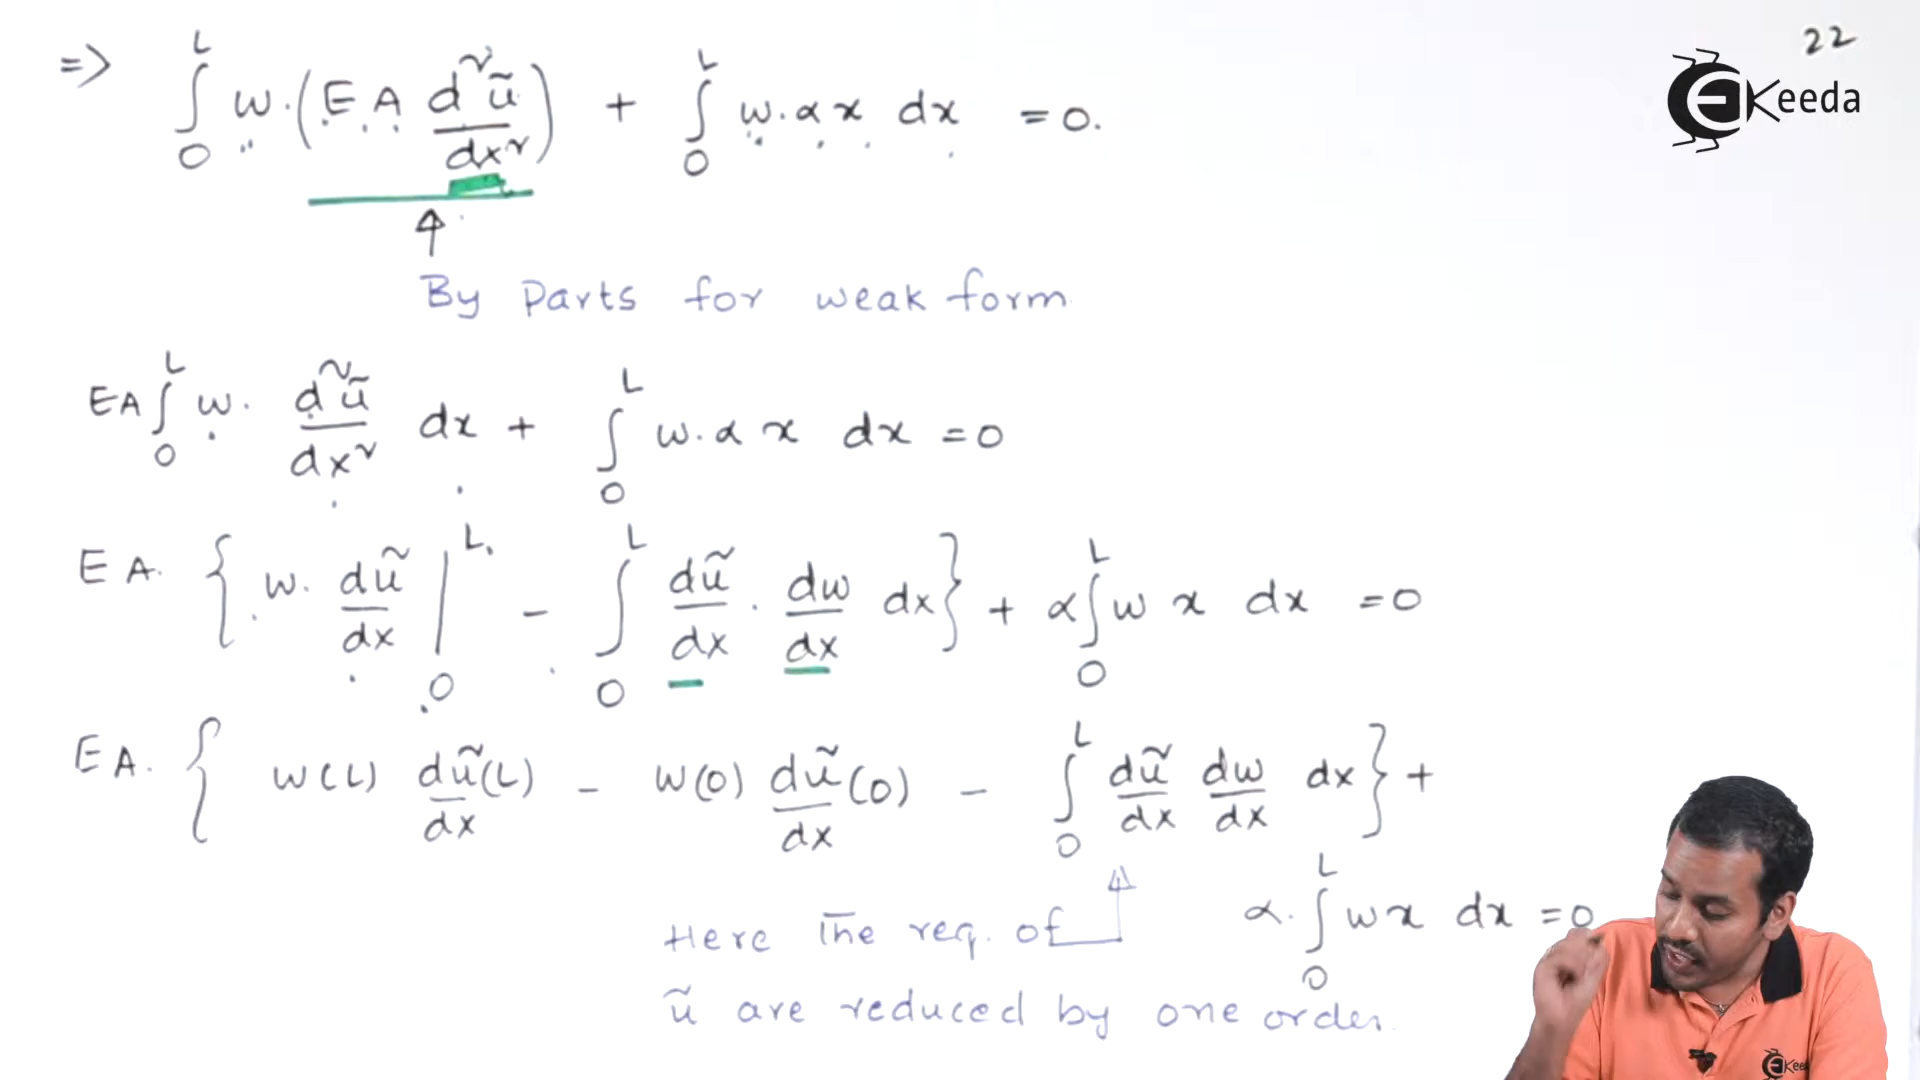 22
EKeeda
=> ∫₀ᴸ w.(EA d²ũ/dx²) + ∫₀ᴸ w.αx dx = 0.
By Parts for weak form
EA ∫₀ᴸ w. d²ũ/dx² dx + ∫₀ᴸ w.αx dx = 0
EA. { w. dũ/dx |₀ᴸ - ∫₀ᴸ dũ/dx . dw/dx dx } + α ∫₀ᴸ w x dx = 0
EA. { w(L) dũ/dx (L) - w(0) dũ/dx (0) - ∫₀ᴸ dũ/dx dw/dx dx } +
α. ∫₀ᴸ wx dx = 0
Here The req. of
ũ are reduced by one order.